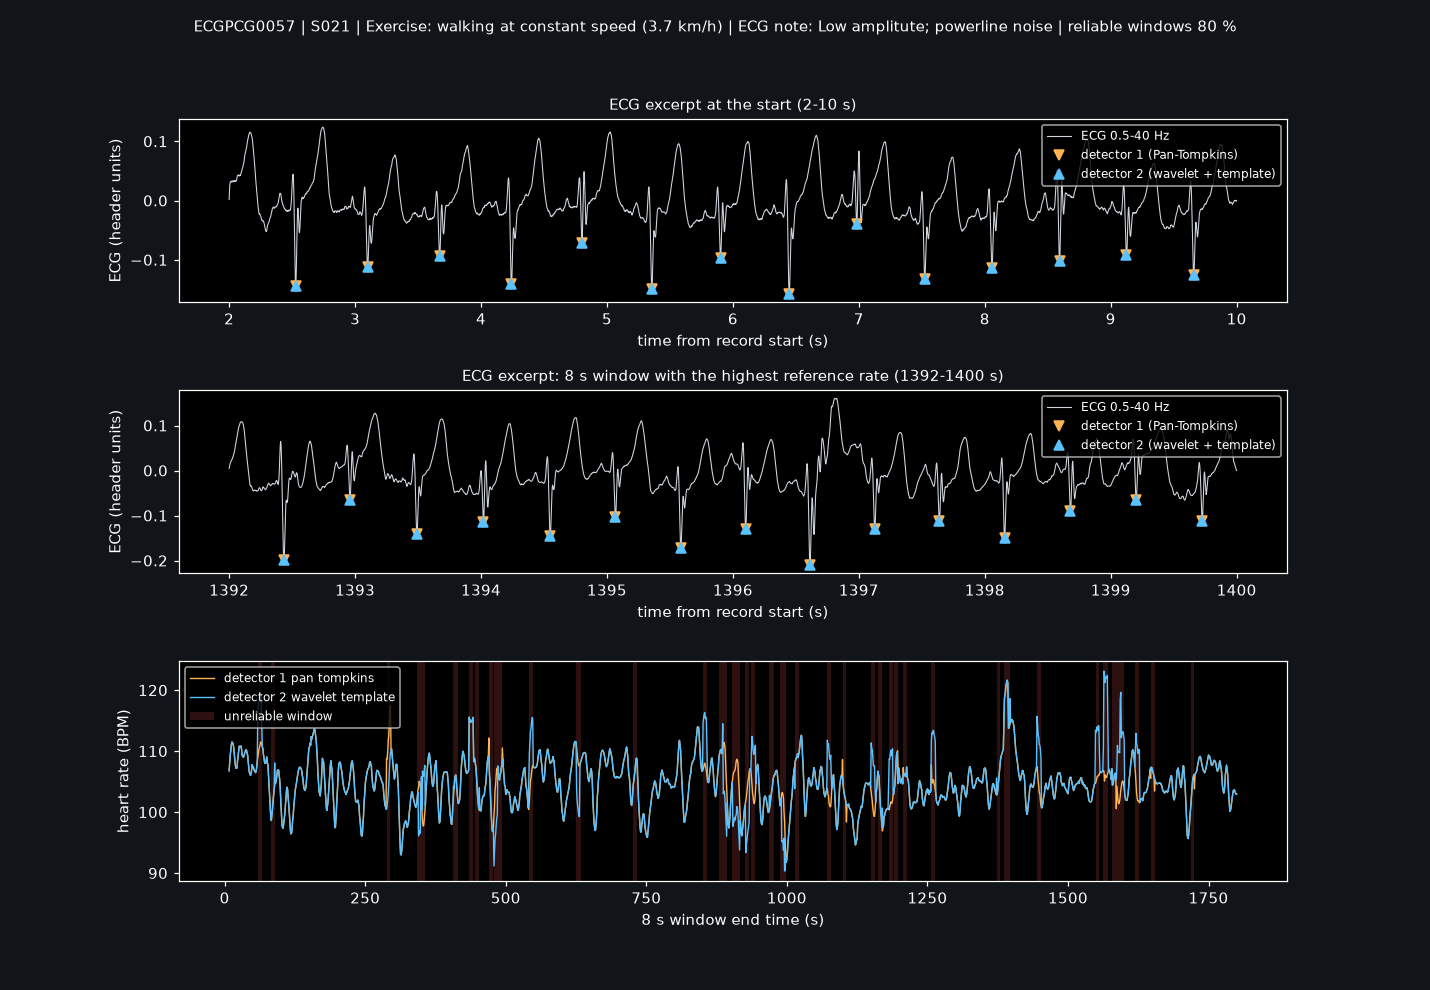 ECGPCG0057 | S021 | Exercise: walking at constant speed (3.7 km/h) | ECG note: Low amplitute; powerline noise | reliable windows 80 %
ECG excerpt at the start (2-10 s)
ECG (header units)
0.1
0.0
−0.1
ECG 0.5-40 Hz
detector 1 (Pan-Tompkins)
detector 2 (wavelet + template)
2 3 4 5 6 7 8 9 10
time from record start (s)
ECG excerpt: 8 s window with the highest reference rate (1392-1400 s)
ECG (header units)
0.1
0.0
−0.1
−0.2
ECG 0.5-40 Hz
detector 1 (Pan-Tompkins)
detector 2 (wavelet + template)
1392 1393 1394 1395 1396 1397 1398 1399 1400
time from record start (s)
heart rate (BPM)
120
110
100
90
detector 1 pan tompkins
detector 2 wavelet template
unreliable window
0 250 500 750 1000 1250 1500 1750
8 s window end time (s)